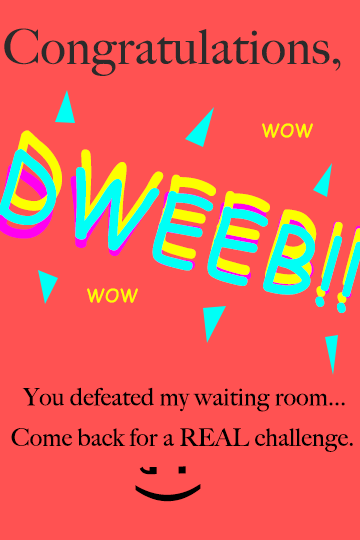 Congratulations,
wow
DWEEB!!
wow
You defeated my waiting room...
Come back for a REAL challenge.